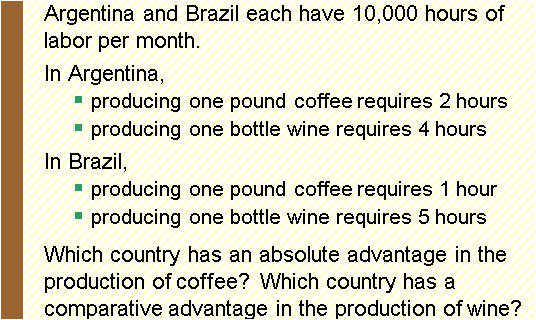 Argentina and Brazil each have 10,000 hours of
labor per month.
In Argentina,
▪ producing one pound coffee requires 2 hours
▪ producing one bottle wine requires 4 hours
In Brazil,
▪ producing one pound coffee requires 1 hour
▪ producing one bottle wine requires 5 hours
Which country has an absolute advantage in the
production of coffee? Which country has a
comparative advantage in the production of wine?